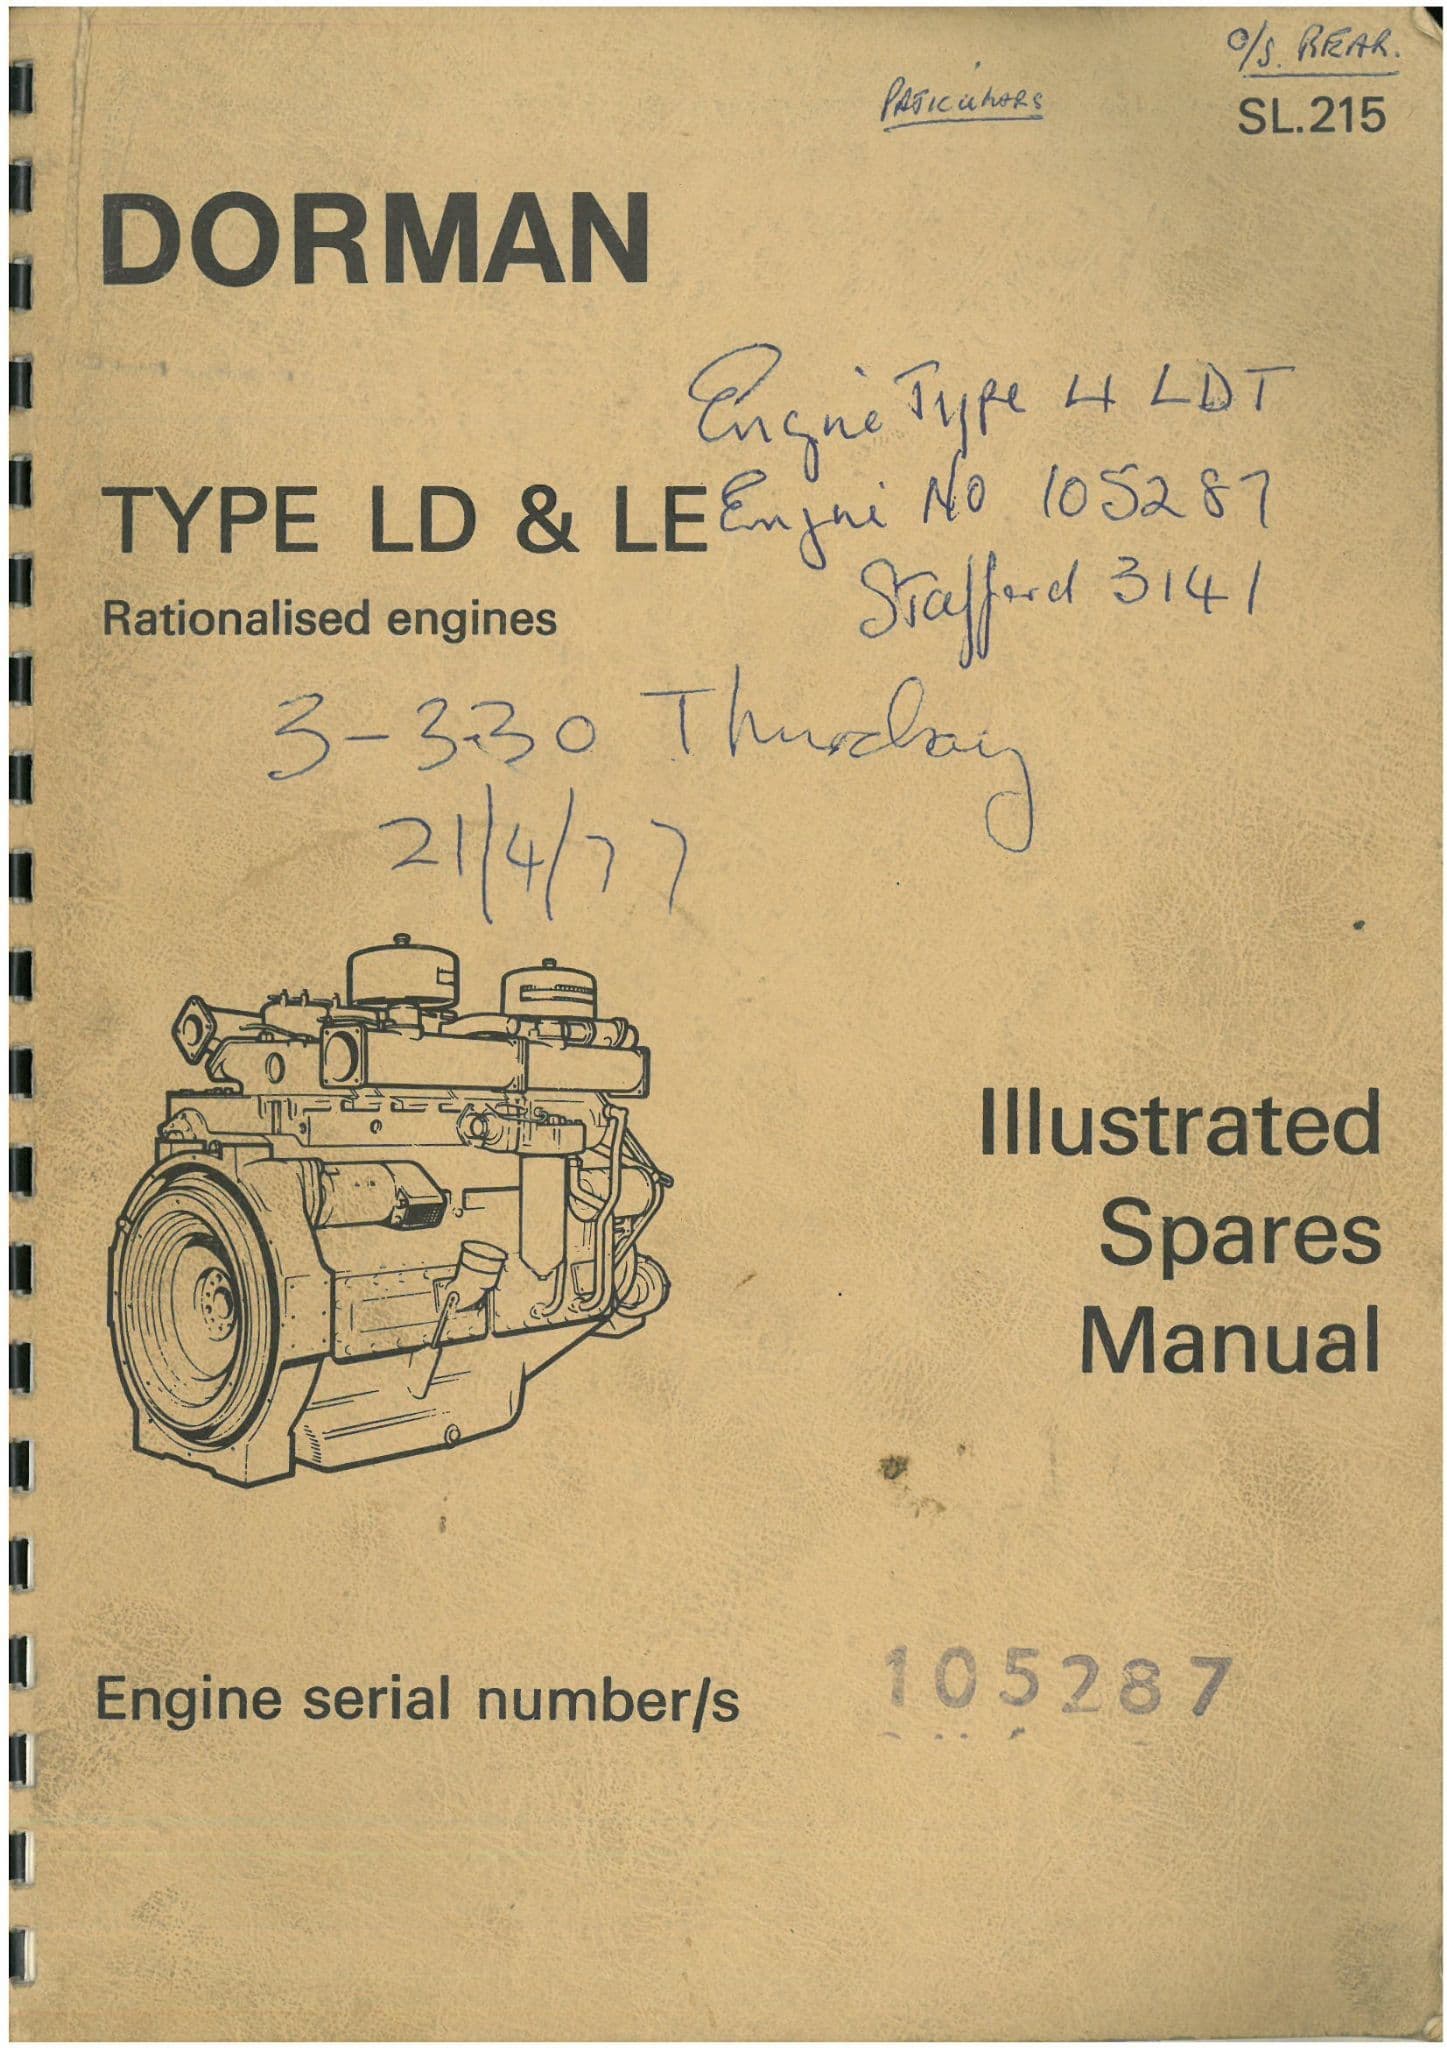 O/S. REAR.
PATICULARS
SL.215
DORMAN
Engine Type 4 LDT
TYPE LD & LE
Engine No 105287
Stafford 3141
Rationalised engines
3-3.30 Thursday
21/4/77
Illustrated
Spares
Manual
Engine serial number/s 105287